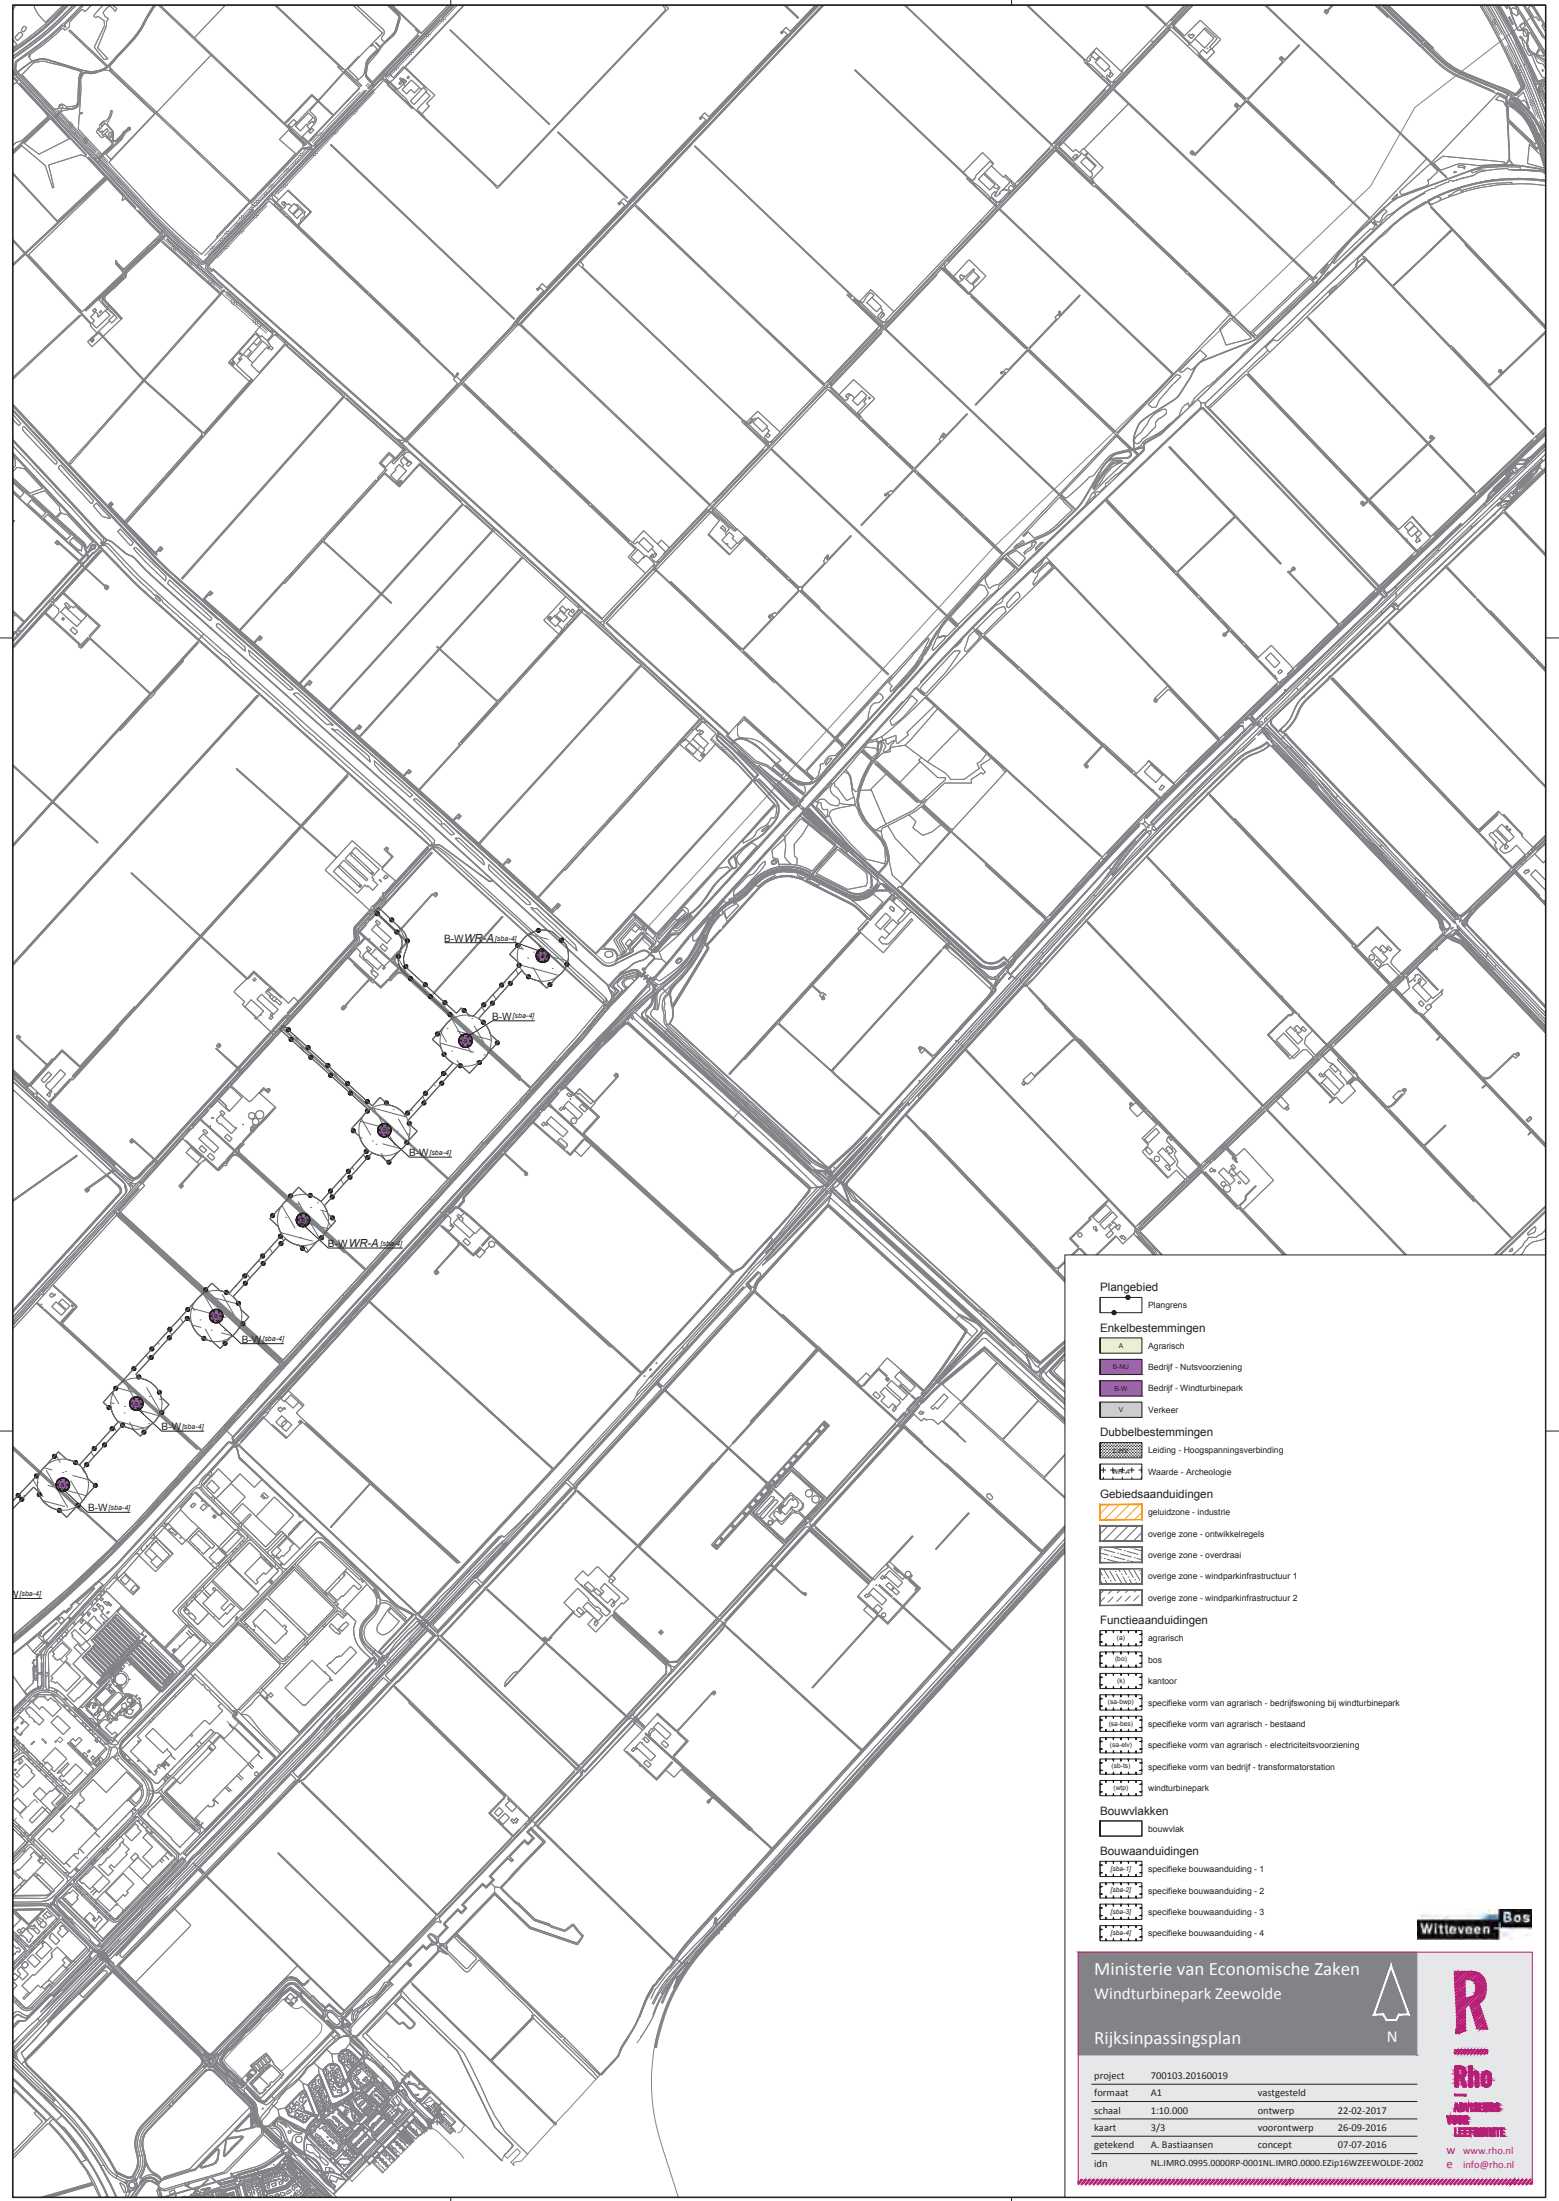 B-W WR-A [sba-4]
B-W [sba-4]
B-W [sba-4]
B-W WR-A [sba-4]
B-W [sba-4]
B-W [sba-4]
B-W [sba-4]
[sba-4]
Plangebied
Plangrens
Enkelbestemmingen
A Agrarisch
B-NU Bedrijf - Nutsvoorziening
B-W Bedrijf - Windturbinepark
V Verkeer
Dubbelbestemmingen
Leiding - Hoogspanningsverbinding
WR-A Waarde - Archeologie
Gebiedsaanduidingen
geluidzone - industrie
overige zone - ontwikkelregels
overige zone - overdraai
overige zone - windparkinfrastructuur 1
overige zone - windparkinfrastructuur 2
Functieaanduidingen
(a) agrarisch
(bo) bos
(k) kantoor
(sa-bwp) specifieke vorm van agrarisch - bedrijfswoning bij windturbinepark
(sa-bes) specifieke vorm van agrarisch - bestaand
(sa-elv) specifieke vorm van agrarisch - electriciteitsvoorziening
(sb-ts) specifieke vorm van bedrijf - transformatorstation
(wtp) windturbinepark
Bouwvlakken
bouwvlak
Bouwaanduidingen
[sba-1] specifieke bouwaanduiding - 1
[sba-2] specifieke bouwaanduiding - 2
[sba-3] specifieke bouwaanduiding - 3
[sba-4] specifieke bouwaanduiding - 4
Witteveen Bos
Ministerie van Economische Zaken
Windturbinepark Zeewolde
Rijksinpassingsplan
N
project 700103.20160019
formaat A1 vastgesteld
schaal 1:10.000 ontwerp 22-02-2017
kaart 3/3 voorontwerp 26-09-2016
getekend A. Bastiaansen concept 07-07-2016
idn NL.IMRO.0995.0000RP-0001NL.IMRO.0000.EZip16WZEEWOLDE-2002
R
Rho
ADVISEURS
VOOR
LEEFRUIMTE
w www.rho.nl
e info@rho.nl